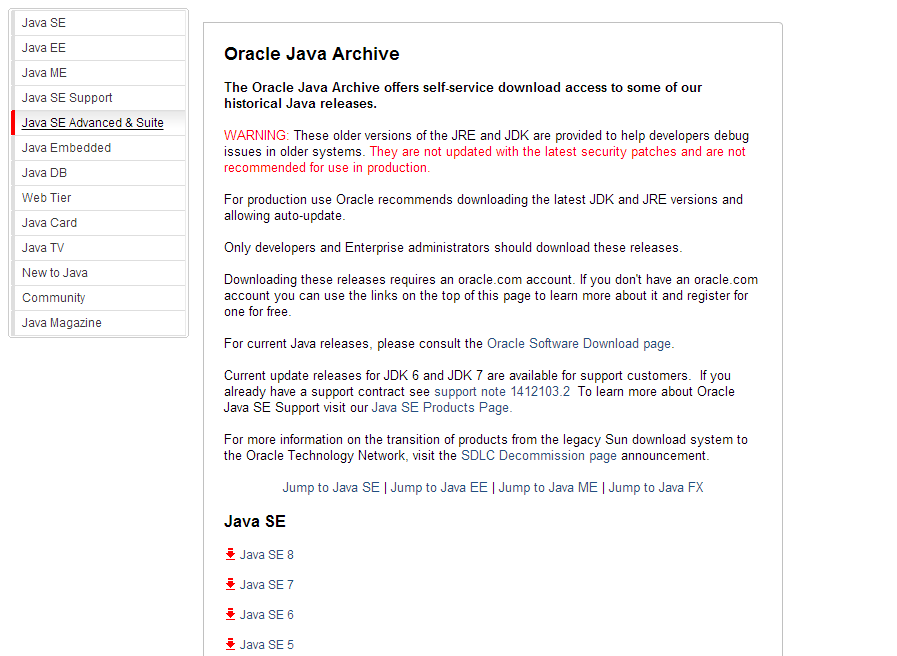 Java SE
Java EE
Java ME
Java SE Support
Java SE Advanced & Suite
Java Embedded
Java DB
Web Tier
Java Card
Java TV
New to Java
Community
Java Magazine
Oracle Java Archive
The Oracle Java Archive offers self-service download access to some of our
historical Java releases.
WARNING: These older versions of the JRE and JDK are provided to help developers debug
issues in older systems. They are not updated with the latest security patches and are not
recommended for use in production.
For production use Oracle recommends downloading the latest JDK and JRE versions and
allowing auto-update.
Only developers and Enterprise administrators should download these releases.
Downloading these releases requires an oracle.com account. If you don't have an oracle.com
account you can use the links on the top of this page to learn more about it and register for
one for free.
For current Java releases, please consult the Oracle Software Download page.
Current update releases for JDK 6 and JDK 7 are available for support customers.  If you
already have a support contract see support note 1412103.2  To learn more about Oracle
Java SE Support visit our Java SE Products Page.
For more information on the transition of products from the legacy Sun download system to
the Oracle Technology Network, visit the SDLC Decommission page announcement.
Jump to Java SE | Jump to Java EE | Jump to Java ME | Jump to Java FX
Java SE
Java SE 8
Java SE 7
Java SE 6
Java SE 5